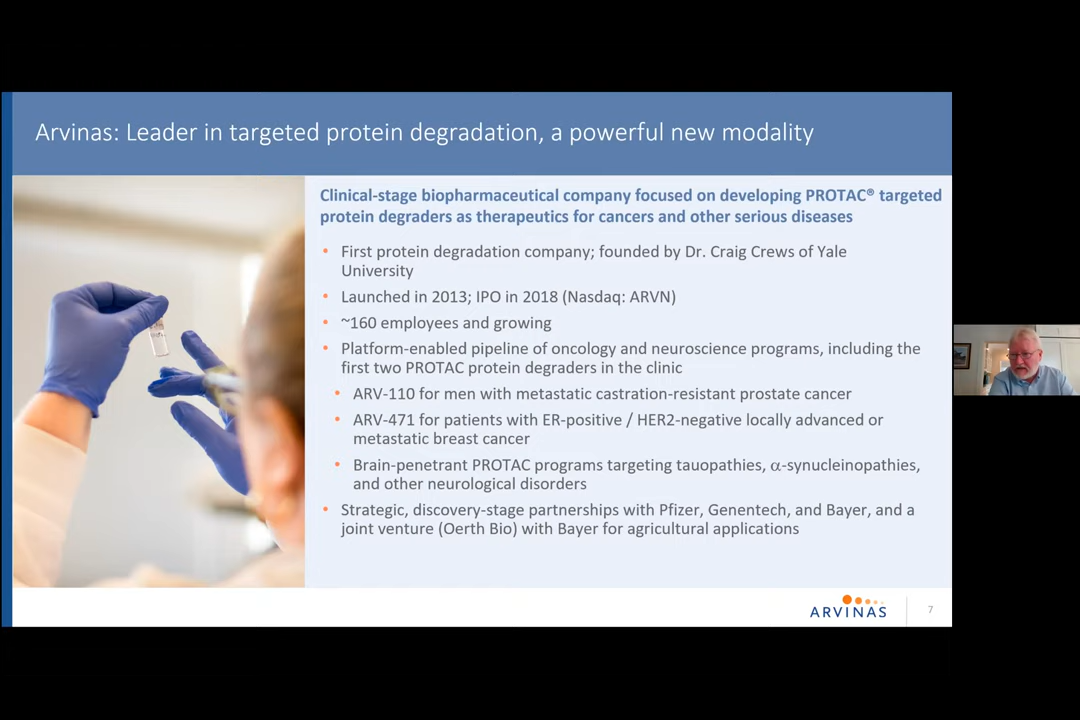 Arvinas: Leader in targeted protein degradation, a powerful new modality
Clinical-stage biopharmaceutical company focused on developing PROTAC® targeted
protein degraders as therapeutics for cancers and other serious diseases
• First protein degradation company; founded by Dr. Craig Crews of Yale
University
• Launched in 2013; IPO in 2018 (Nasdaq: ARVN)
• ~160 employees and growing
• Platform-enabled pipeline of oncology and neuroscience programs, including the
first two PROTAC protein degraders in the clinic
• ARV-110 for men with metastatic castration-resistant prostate cancer
• ARV-471 for patients with ER-positive / HER2-negative locally advanced or
metastatic breast cancer
• Brain-penetrant PROTAC programs targeting tauopathies, α-synucleinopathies,
and other neurological disorders
• Strategic, discovery-stage partnerships with Pfizer, Genentech, and Bayer, and a
joint venture (Oerth Bio) with Bayer for agricultural applications
ARVINAS
7